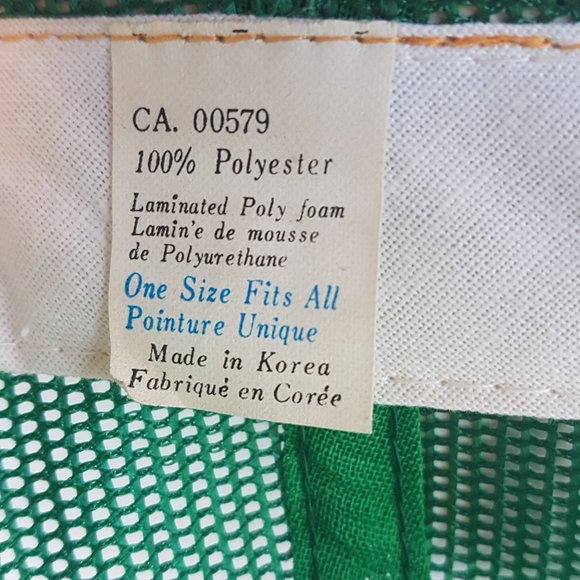 CA. 00579
100% Polyester
Laminated Poly foam
Lamin'e de mousse
de Polyurethane
One Size Fits All
Pointure Unique
Made in Korea
Fabriqué en Corée